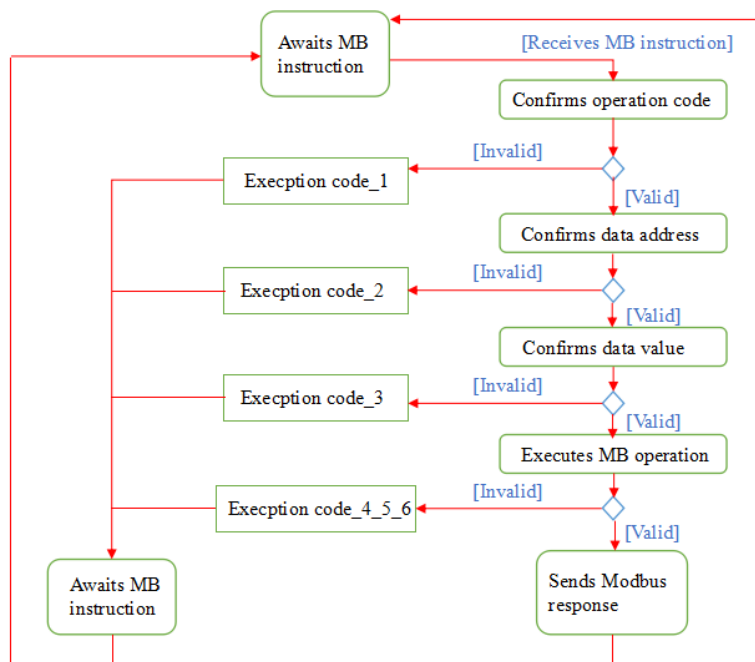 Awaits MB
instruction
[Receives MB instruction]
Confirms operation code
[Invalid]
Execption code_1
[Valid]
Confirms data address
[Invalid]
Execption code_2
[Valid]
Confirms data value
[Invalid]
Execption code_3
[Valid]
Executes MB operation
[Invalid]
Execption code_4_5_6
[Valid]
Awaits MB
instruction
Sends Modbus
response